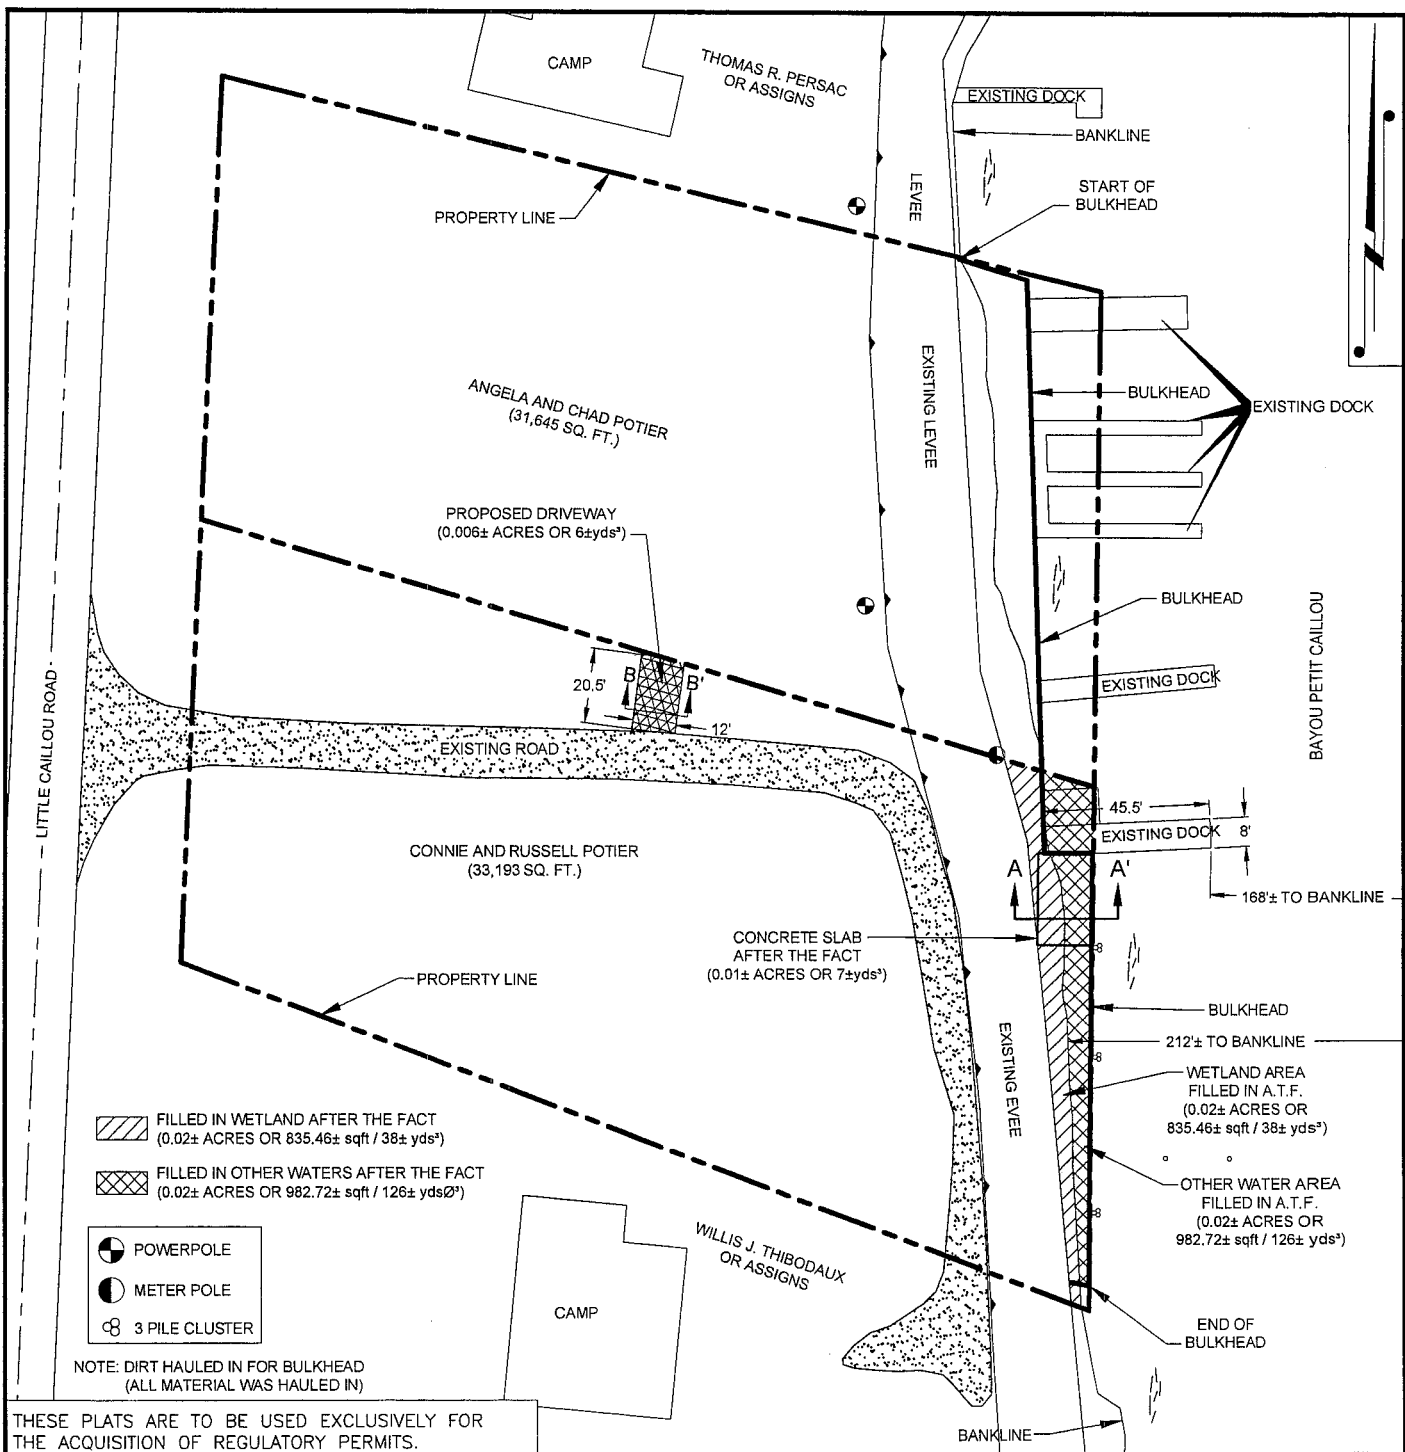 CAMP
THOMAS R. PERSAC
OR ASSIGNS
EXISTING DOCK
BANKLINE
LEVEE
START OF
BULKHEAD
PROPERTY LINE
EXISTING LEVEE
BULKHEAD
EXISTING DOCK
ANGELA AND CHAD POTIER
(31,645 SQ. FT.)
PROPOSED DRIVEWAY
(0.006± ACRES OR 6±yds³)
BULKHEAD
BAYOU PETIT CAILLOU
LITTLE CAILLOU ROAD
20.5'
B
B'
12'
EXISTING DOCK
EXISTING ROAD
45.5'
EXISTING DOCK
8'
CONNIE AND RUSSELL POTIER
(33,193 SQ. FT.)
A
A'
168'± TO BANKLINE
CONCRETE SLAB
AFTER THE FACT
(0.01± ACRES OR 7±yds³)
PROPERTY LINE
BULKHEAD
212'± TO BANKLINE
EXISTING EVEE
WETLAND AREA
FILLED IN A.T.F.
(0.02± ACRES OR
835.46± sqft / 38± yds³)
FILLED IN WETLAND AFTER THE FACT
(0.02± ACRES OR 835.46± sqft / 38± yds³)
FILLED IN OTHER WATERS AFTER THE FACT
(0.02± ACRES OR 982.72± sqft / 126± ydsØ³)
OTHER WATER AREA
FILLED IN A.T.F.
(0.02± ACRES OR
982.72± sqft / 126± yds³)
POWERPOLE
METER POLE
3 PILE CLUSTER
WILLIS J. THIBODAUX
OR ASSIGNS
CAMP
END OF
BULKHEAD
NOTE: DIRT HAULED IN FOR BULKHEAD
(ALL MATERIAL WAS HAULED IN)
THESE PLATS ARE TO BE USED EXCLUSIVELY FOR
THE ACQUISITION OF REGULATORY PERMITS.
BANKLINE